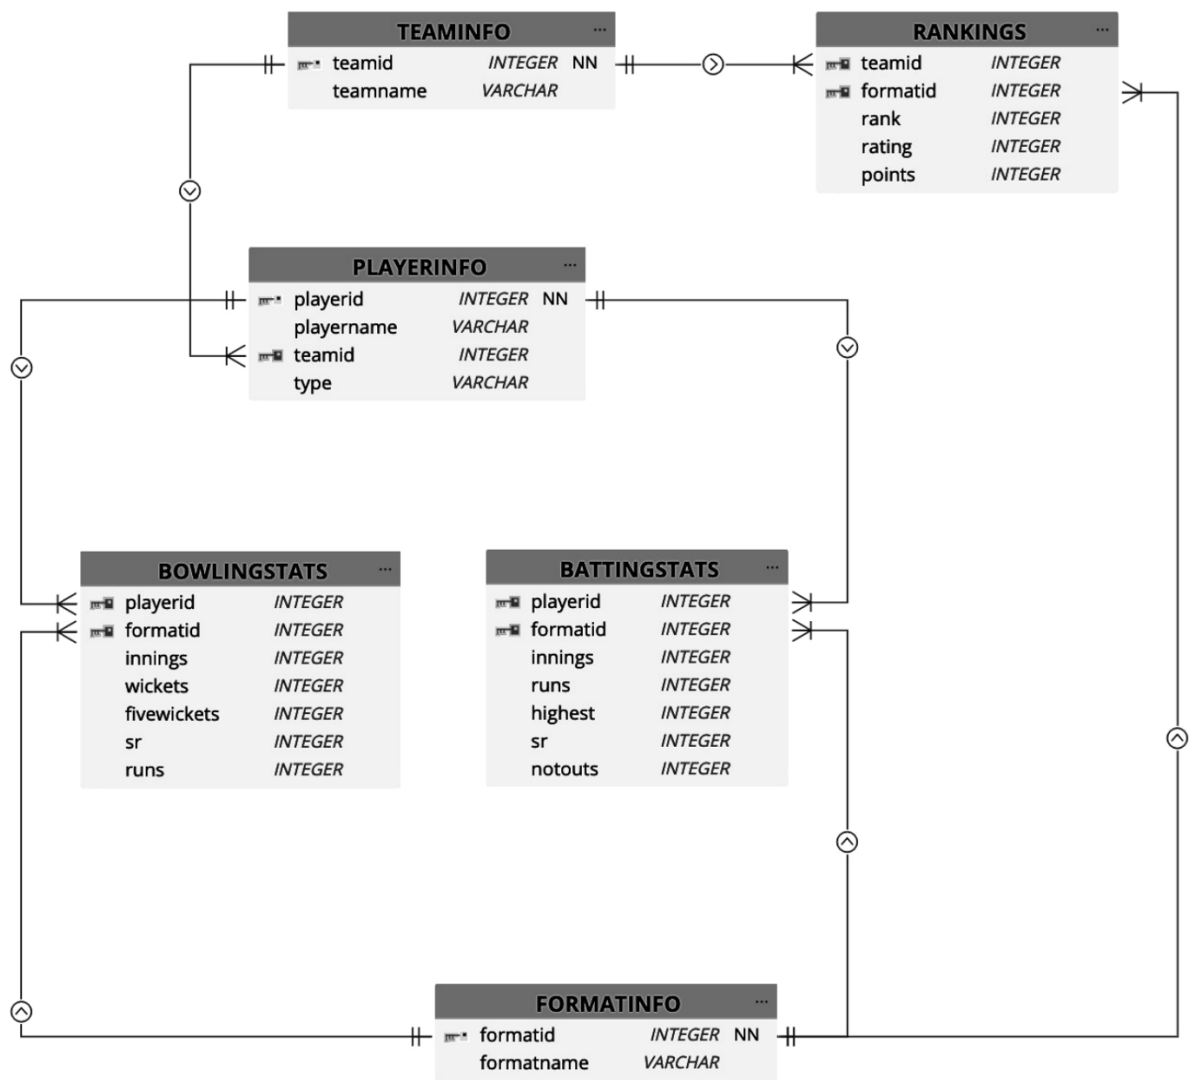 TEAMINFO ...
teamid INTEGER NN
teamname VARCHAR
RANKINGS ...
teamid INTEGER
formatid INTEGER
rank INTEGER
rating INTEGER
points INTEGER
PLAYERINFO ...
playerid INTEGER NN
playername VARCHAR
teamid INTEGER
type VARCHAR
BOWLINGSTATS ...
playerid INTEGER
formatid INTEGER
innings INTEGER
wickets INTEGER
fivewickets INTEGER
sr INTEGER
runs INTEGER
BATTINGSTATS ...
playerid INTEGER
formatid INTEGER
innings INTEGER
runs INTEGER
highest INTEGER
sr INTEGER
notouts INTEGER
FORMATINFO ...
formatid INTEGER NN
formatname VARCHAR